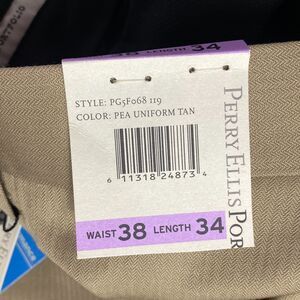 WAIST 38 LENGTH 34
STYLE: PG5F068 119
COLOR: PEA UNIFORM TAN
6 11318 24873 4
WAIST 38 LENGTH 34
PERRY ELLIS POR